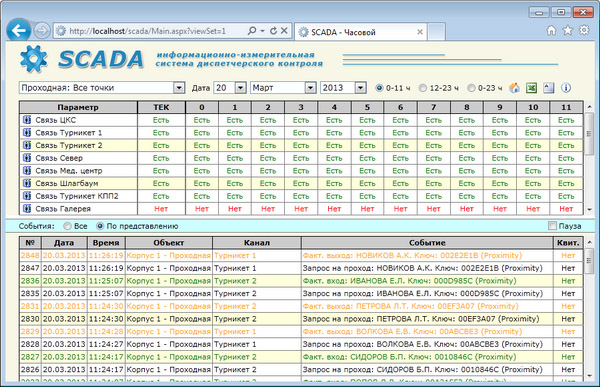 http://scada/Main.aspx?viewSet=1
SCADA - Часовой
SCADA
информационно-измерительная
система диспетчерского контроля
Проходная: Все точки Дата 20 Март 2013 0-11 ч 12-23 ч 0-23 ч
Параметр ТЕК 0 1 2 3 4 5 6 7 8 9 10 11
Связь ЦКС Есть Есть Есть Есть Есть Есть Есть Есть Есть Есть Есть Есть Есть
Связь Турникет 1 Есть Есть Есть Есть Есть Есть Есть Есть Есть Есть Есть Есть Есть
Связь Турникет 2 Есть Есть Есть Есть Есть Есть Есть Есть Есть Есть Есть Есть Есть
Связь Север Есть Есть Есть Есть Есть Есть Есть Есть Есть Есть Есть Есть Есть
Связь Мед. центр Есть Есть Есть Есть Есть Есть Есть Есть Есть Есть Есть Есть Есть
Связь Шлагбаум Есть Есть Есть Есть Есть Есть Есть Есть Есть Есть Есть Есть Есть
Связь Турникет КПП2 Есть Есть Есть Есть Есть Есть Есть Есть Есть Есть Есть Есть Есть
Связь Галерея Нет Нет Нет Нет Нет Нет Нет Нет Нет Нет Нет Нет Нет
События: Все По представлению Пауза
№ Дата Время Объект Канал Событие Квит.
2848 20.03.2013 11:26:19 Корпус 1 - Проходная Турникет 1 Факт. выход: НОВИКОВ А.К. Ключ: 002E2E1B (Proximity) Нет
2847 20.03.2013 11:26:19 Корпус 1 - Проходная Турникет 1 Запрос на проход: НОВИКОВ А.К. Ключ: 002E2E1B (Proximity) Нет
2836 20.03.2013 11:25:07 Корпус 1 - Проходная Турникет 2 Факт. вход: ИВАНОВА Е.Л. Ключ: 000D985C (Proximity) Нет
2835 20.03.2013 11:25:07 Корпус 1 - Проходная Турникет 2 Запрос на проход: ИВАНОВА Е.Л. Ключ: 000D985C (Proximity) Нет
2831 20.03.2013 11:24:30 Корпус 1 - Проходная Турникет 2 Факт. выход: ПЕТРОВА Л.Т. Ключ: 00EF3A07 (Proximity) Нет
2830 20.03.2013 11:24:30 Корпус 1 - Проходная Турникет 2 Запрос на проход: ПЕТРОВА Л.Т. Ключ: 00EF3A07 (Proximity) Нет
2829 20.03.2013 11:24:28 Корпус 1 - Проходная Турникет 1 Факт. выход: ВОЛКОВА Е.В. Ключ: 00ABCBE3 (Proximity) Нет
2828 20.03.2013 11:24:27 Корпус 1 - Проходная Турникет 1 Запрос на проход: ВОЛКОВА Е.В. Ключ: 00ABCBE3 (Proximity) Нет
2827 20.03.2013 11:24:17 Корпус 1 - Проходная Турникет 2 Факт. вход: СИДОРОВ Б.П. Ключ: 0010846C (Proximity) Нет
2826 20.03.2013 11:24:17 Корпус 1 - Проходная Турникет 2 Запрос на проход: СИДОРОВ Б.П. Ключ: 0010846C (Proximity) Нет